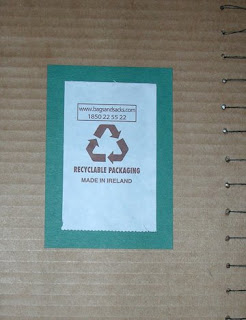 www.bagsandsacks.com
1850 22 55 22
RECYCLABLE PACKAGING
MADE IN IRELAND